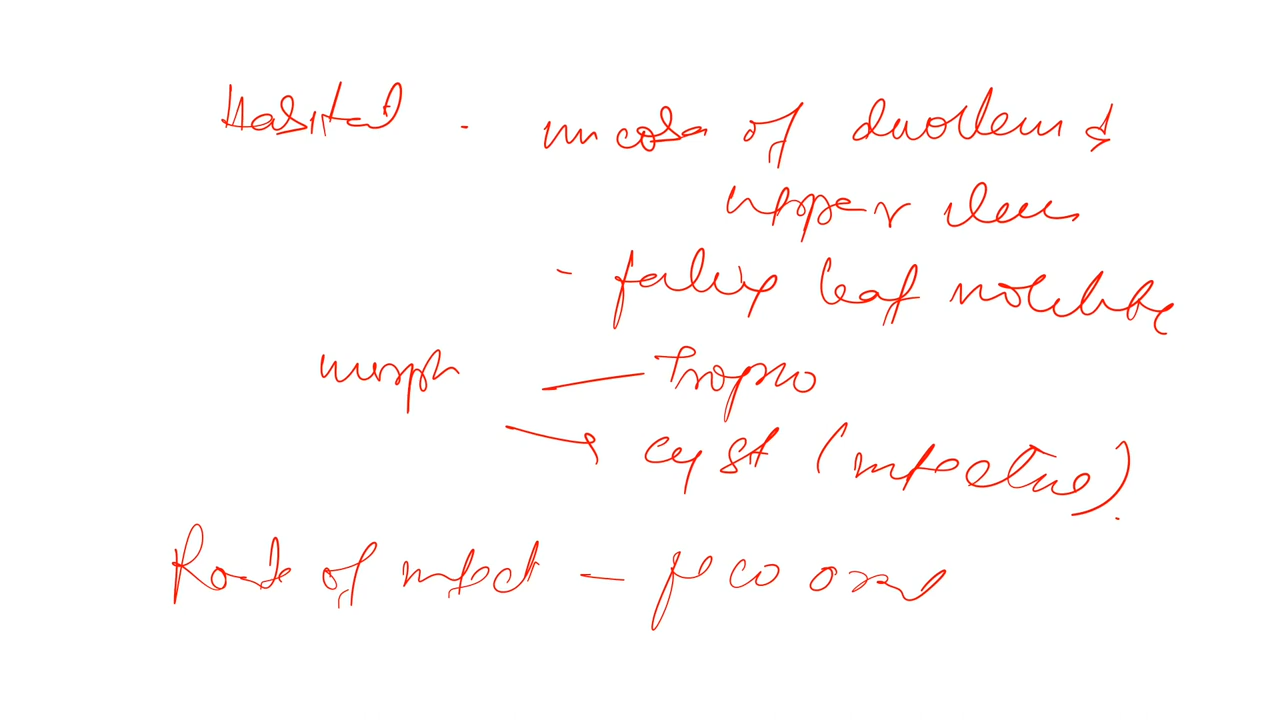 Habitat - mucosa of duodenum &
upper ileum
- falling leaf motility
morph — Tropho
→ cyst (infective).
Route of infect - feco oral